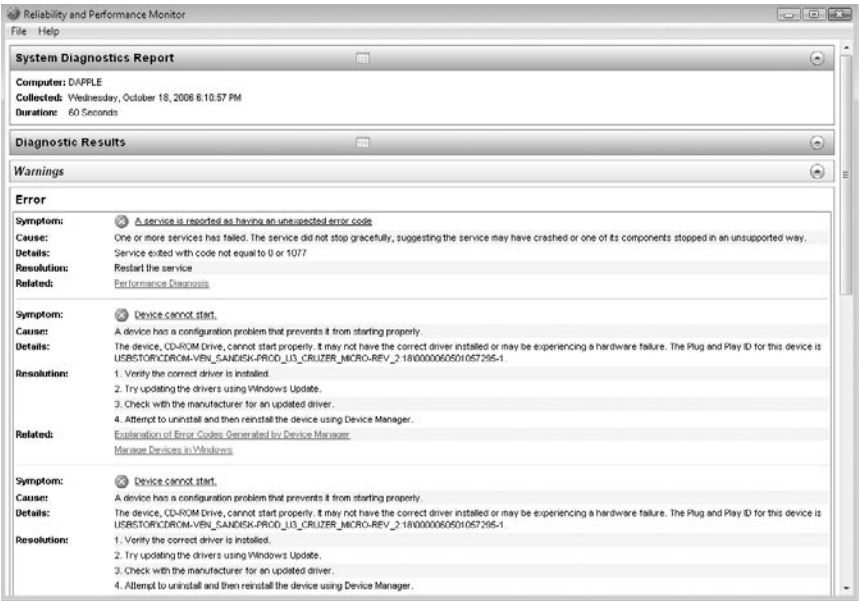 Reliability and Performance Monitor
File Help
System Diagnostics Report
Computer: DAPPLE
Collected: Wednesday, October 18, 2006 6:10:57 PM
Duration: 60 Seconds
Diagnostic Results
Warnings
Error
Symptom: A service is reported as having an unexpected error code
Cause: One or more services has failed. The service did not stop gracefully, suggesting the service may have crashed or one of its components stopped in an unsupported way.
Details: Service exited with code not equal to 0 or 1077
Resolution: Restart the service
Related: Performance Diagnosis
Symptom: Device cannot start.
Cause: A device has a configuration problem that prevents it from starting properly.
Details: The device, CD-ROM Drive, cannot start properly. It may not have the correct driver installed or may be experiencing a hardware failure. The Plug and Play ID for this device is
USBSTOR\CDROM-VEN_SANDISK-PROD_U3_CRUZER_MICRO-REV_2.18\0000060501057295-1.
Resolution: 1. Verify the correct driver is installed.
2. Try updating the drivers using Windows Update.
3. Check with the manufacturer for an updated driver.
4. Attempt to uninstall and then reinstall the device using Device Manager.
Related: Explanation of Error Codes Generated by Device Manager
Manage Devices in Windows
Symptom: Device cannot start.
Cause: A device has a configuration problem that prevents it from starting properly.
Details: The device, CD-ROM Drive, cannot start properly. It may not have the correct driver installed or may be experiencing a hardware failure. The Plug and Play ID for this device is
USBSTOR\CDROM-VEN_SANDISK-PROD_U3_CRUZER_MICRO-REV_2.18\0000060501057295-1.
Resolution: 1. Verify the correct driver is installed.
2. Try updating the drivers using Windows Update.
3. Check with the manufacturer for an updated driver.
4. Attempt to uninstall and then reinstall the device using Device Manager.